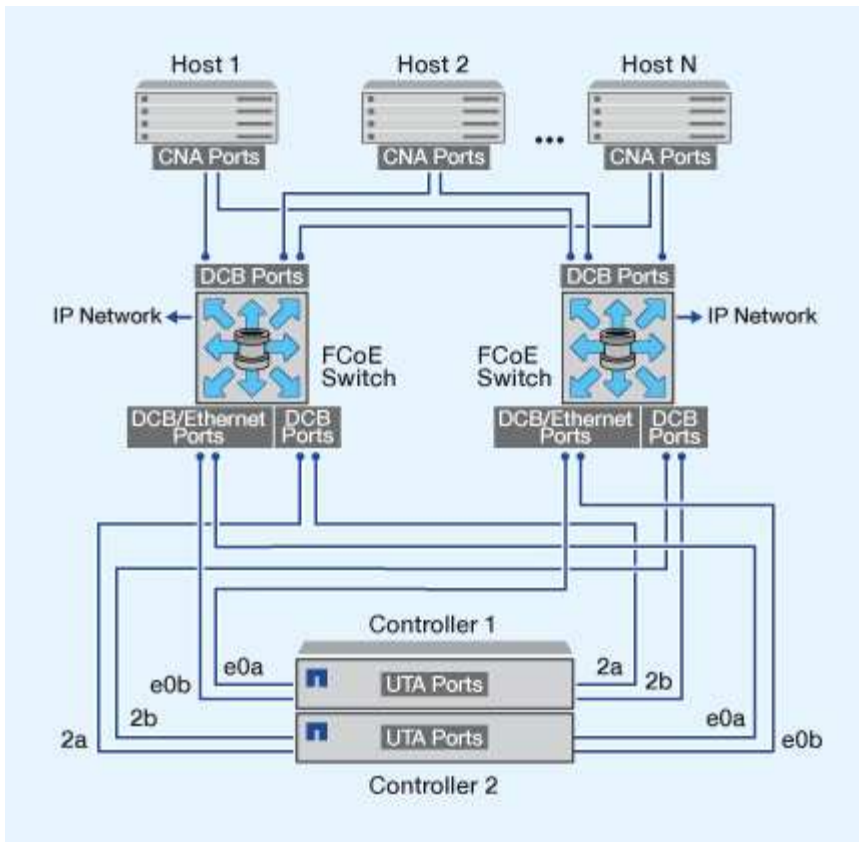 Host 1 Host 2 Host N
...
CNA Ports CNA Ports CNA Ports
DCB Ports DCB Ports
IP Network IP Network
FCoE FCoE
Switch Switch
DCB/Ethernet DCB DCB/Ethernet DCB
Ports Ports Ports Ports
Controller 1
e0a 2a
e0b UTA Ports 2b
2b e0a
2a UTA Ports e0b
Controller 2